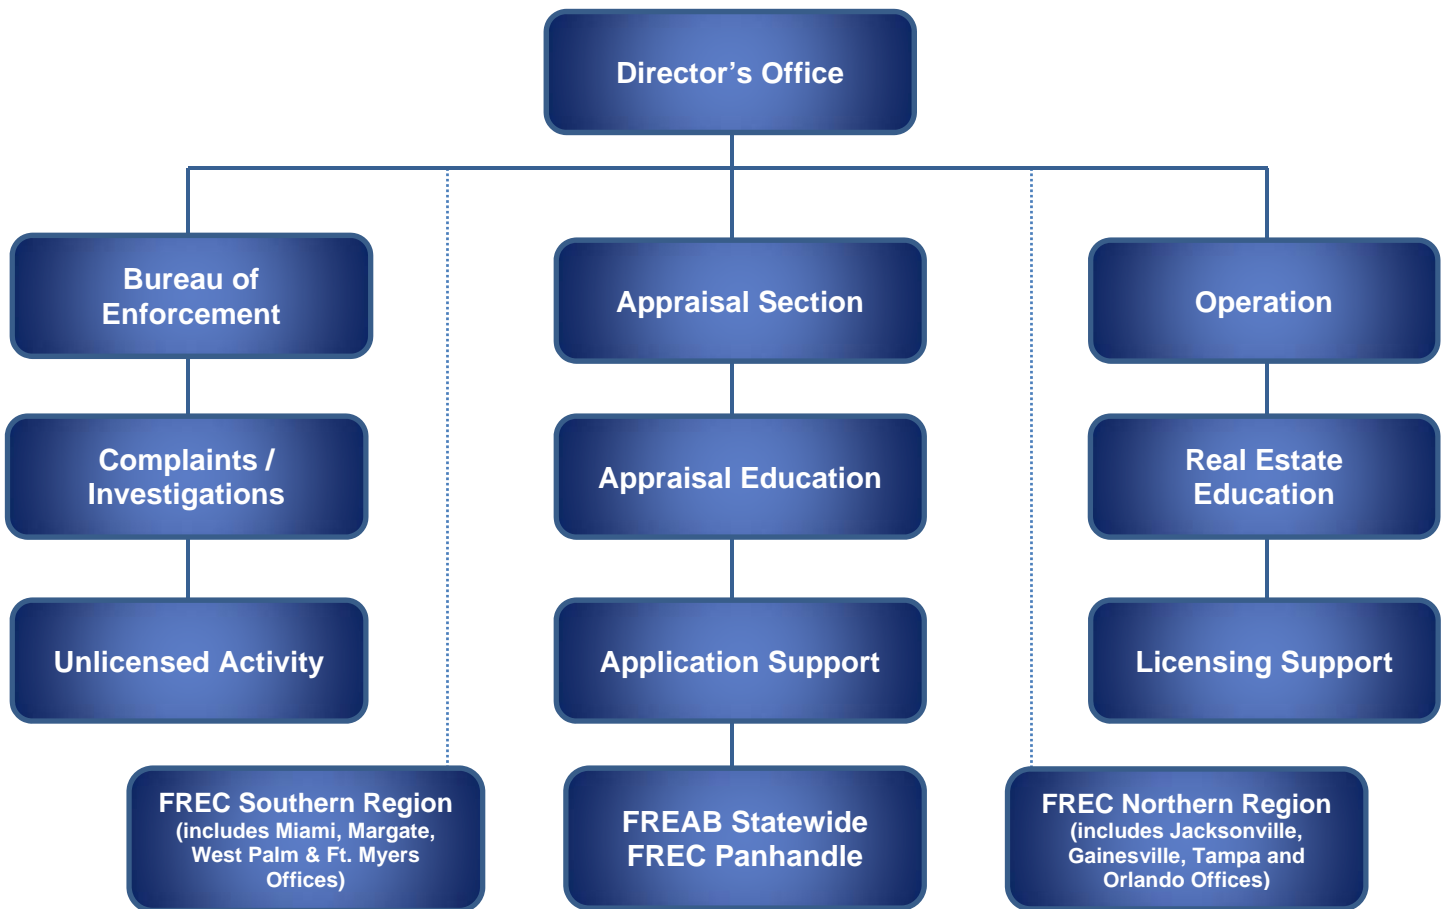 Director’s Office
Bureau of
Enforcement
Appraisal Section
Operation
Complaints /
Investigations
Appraisal Education
Real Estate
Education
Unlicensed Activity
Application Support
Licensing Support
FREC Southern Region
(includes Miami, Margate,
West Palm & Ft. Myers
Offices)
FREAB Statewide
FREC Panhandle
FREC Northern Region
(includes Jacksonville,
Gainesville, Tampa and
Orlando Offices)